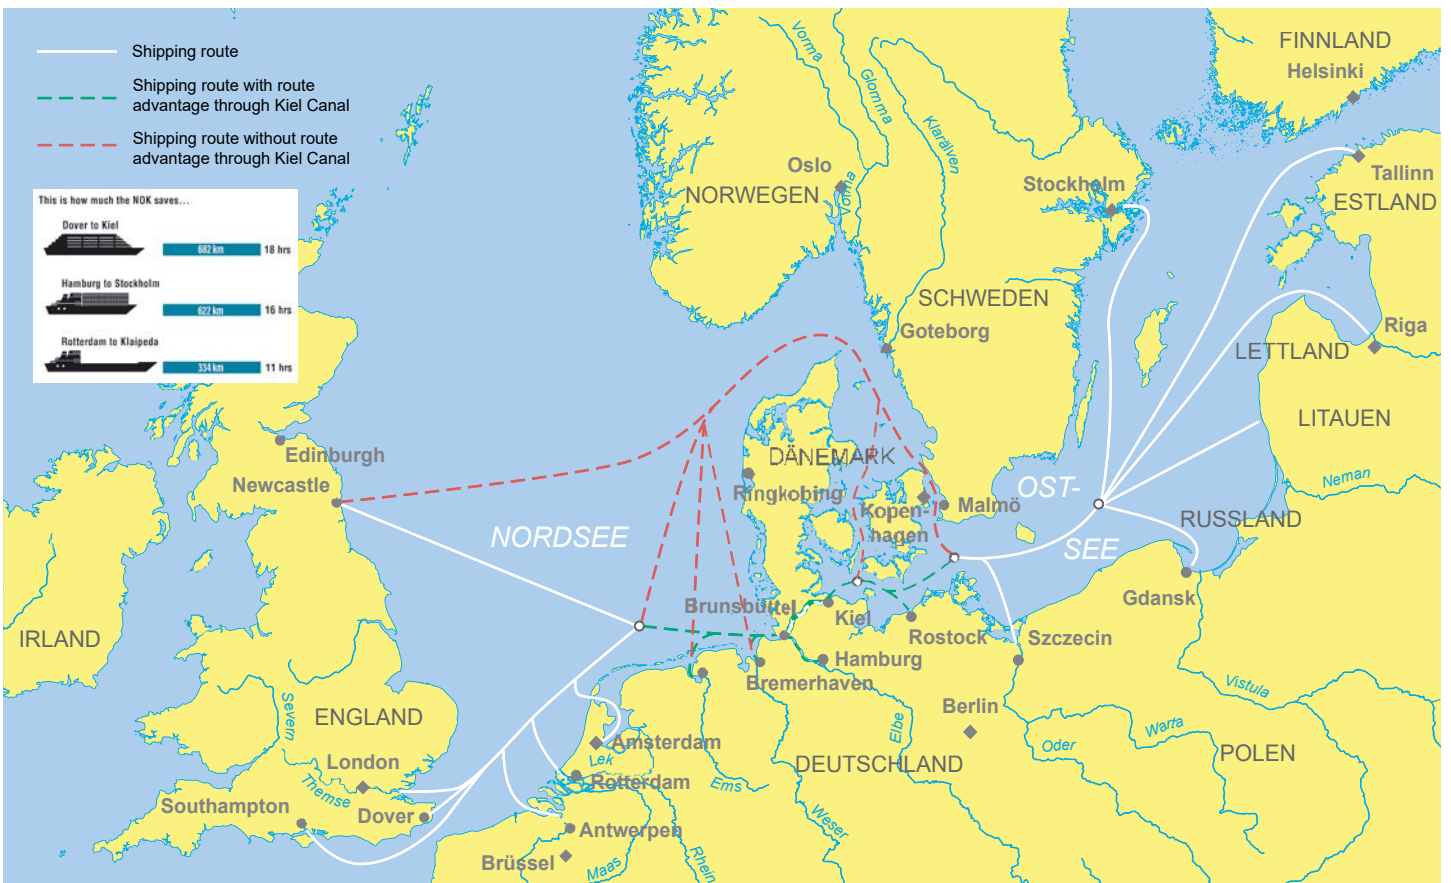 Shipping route
Shipping route with route
advantage through Kiel Canal
Shipping route without route
advantage through Kiel Canal
This is how much the NOK saves…
Dover to Kiel
682 km
18 hrs
Hamburg to Stockholm
622 km
16 hrs
Rotterdam to Klaipeda
334 km
11 hrs
FINNLAND
Helsinki
Vorma
Glomma
Klarälven
Oslo
NORWEGEN
Vorma
Stockholm
Tallinn
ESTLAND
SCHWEDEN
Goteborg
Riga
LETTLAND
LITAUEN
Edinburgh
Newcastle
DÄNEMARK
Ringkobing
Kopen-
hagen
Malmö
OST-
SEE
Neman
RUSSLAND
NORDSEE
Gdansk
Brunsbüttel
Kiel
Rostock
Szczecin
IRLAND
Hamburg
Bremerhaven
Vistula
Severn
ENGLAND
Berlin
Elbe
Warta
Oder
POLEN
Amsterdam
Lek
DEUTSCHLAND
London
Themse
Rotterdam
Ems
Southampton
Dover
Weser
Antwerpen
Brüssel
Maas
Rhein